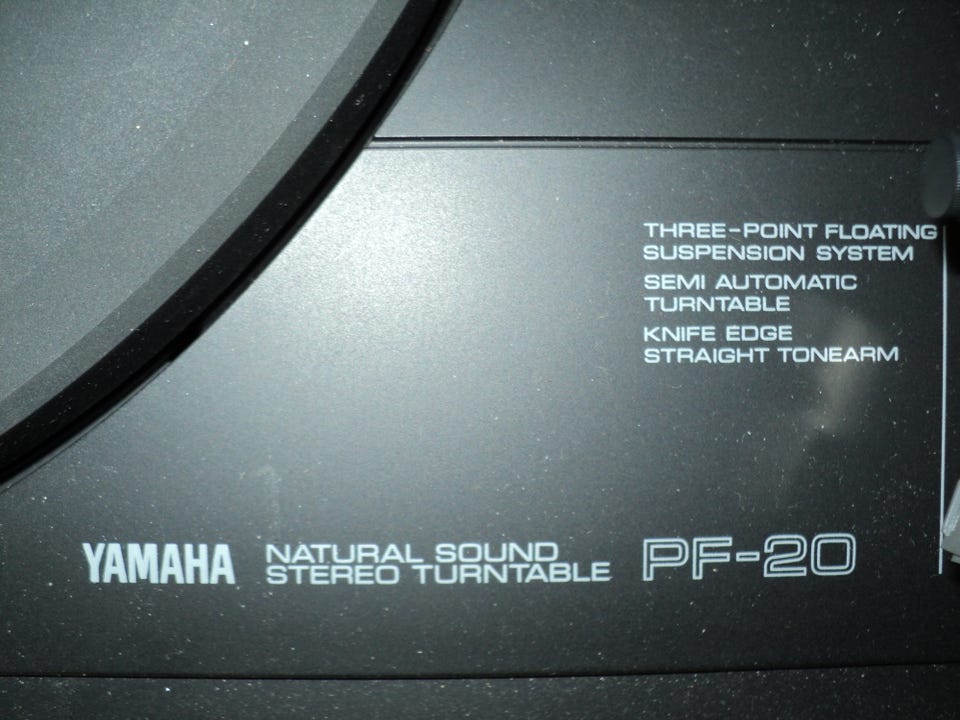 THREE-POINT FLOATING
SUSPENSION SYSTEM
SEMI AUTOMATIC
TURNTABLE
KNIFE EDGE
STRAIGHT TONEARM
YAMAHA NATURAL SOUND PF-20
STEREO TURNTABLE